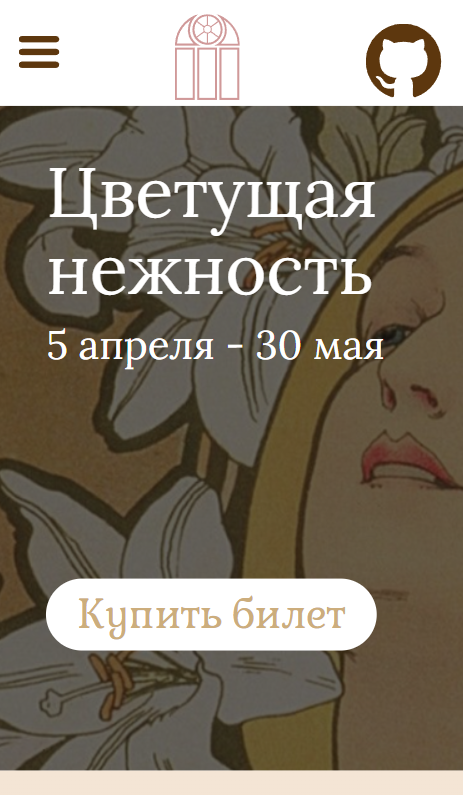 Цветущая
нежность
5 апреля - 30 мая
Купить билет